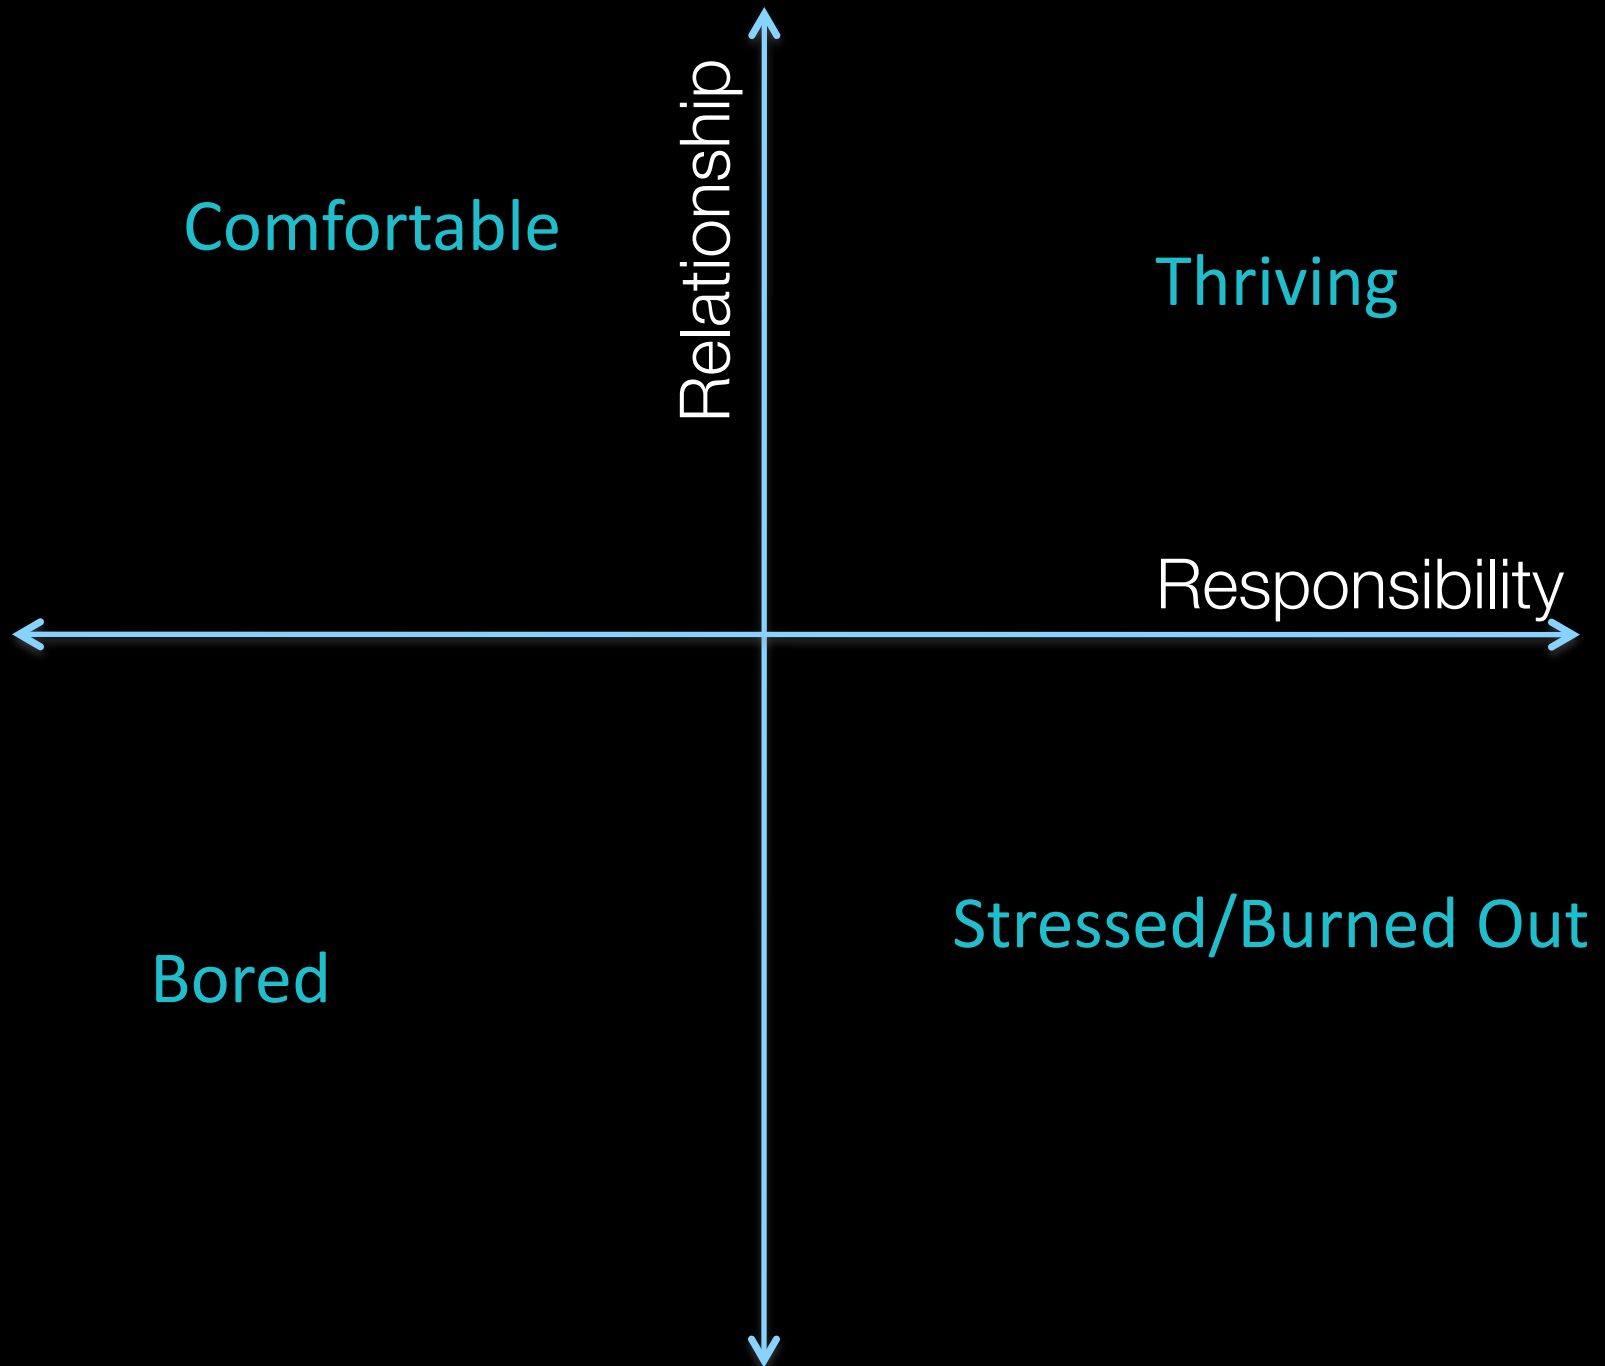 Relationship
Comfortable
Thriving
Responsibility
Stressed/Burned Out
Bored